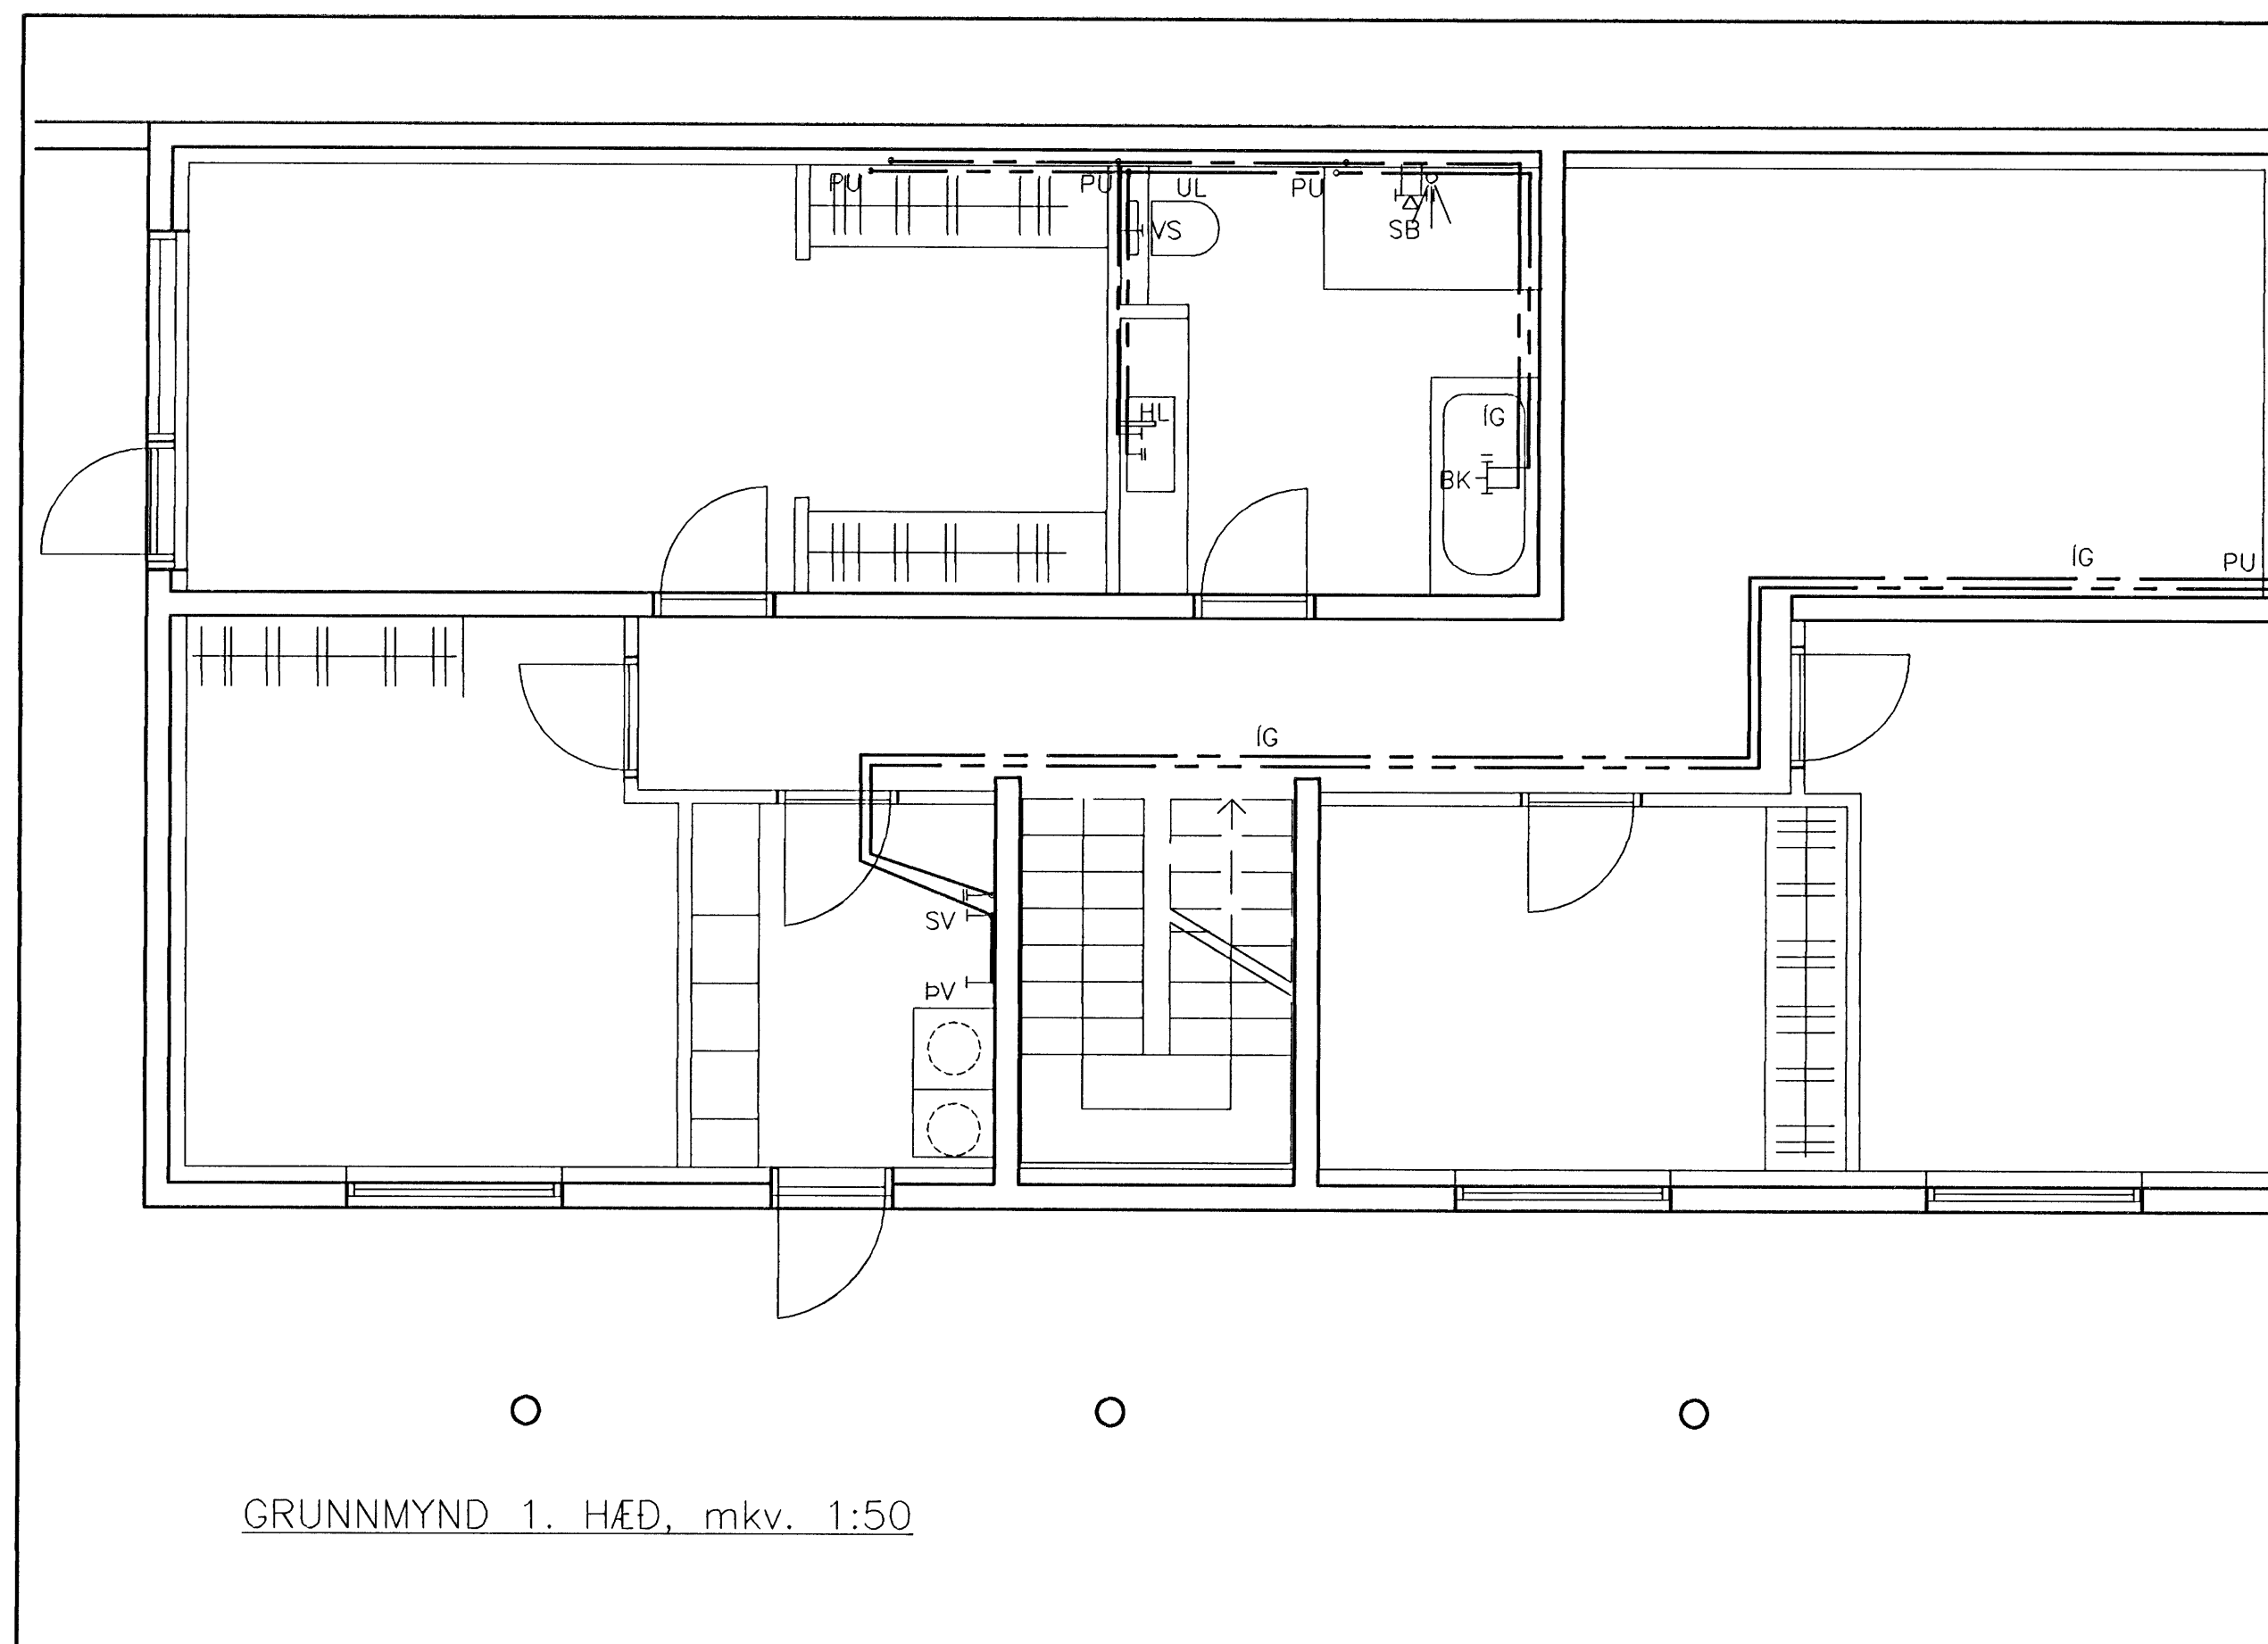 PU
PU
UL
PU
VS
SB
HL
ÍG
BK
ÍG
PU
ÍG
SV
ÞV
GRUNNMYND 1. HÆÐ, mkv. 1:50